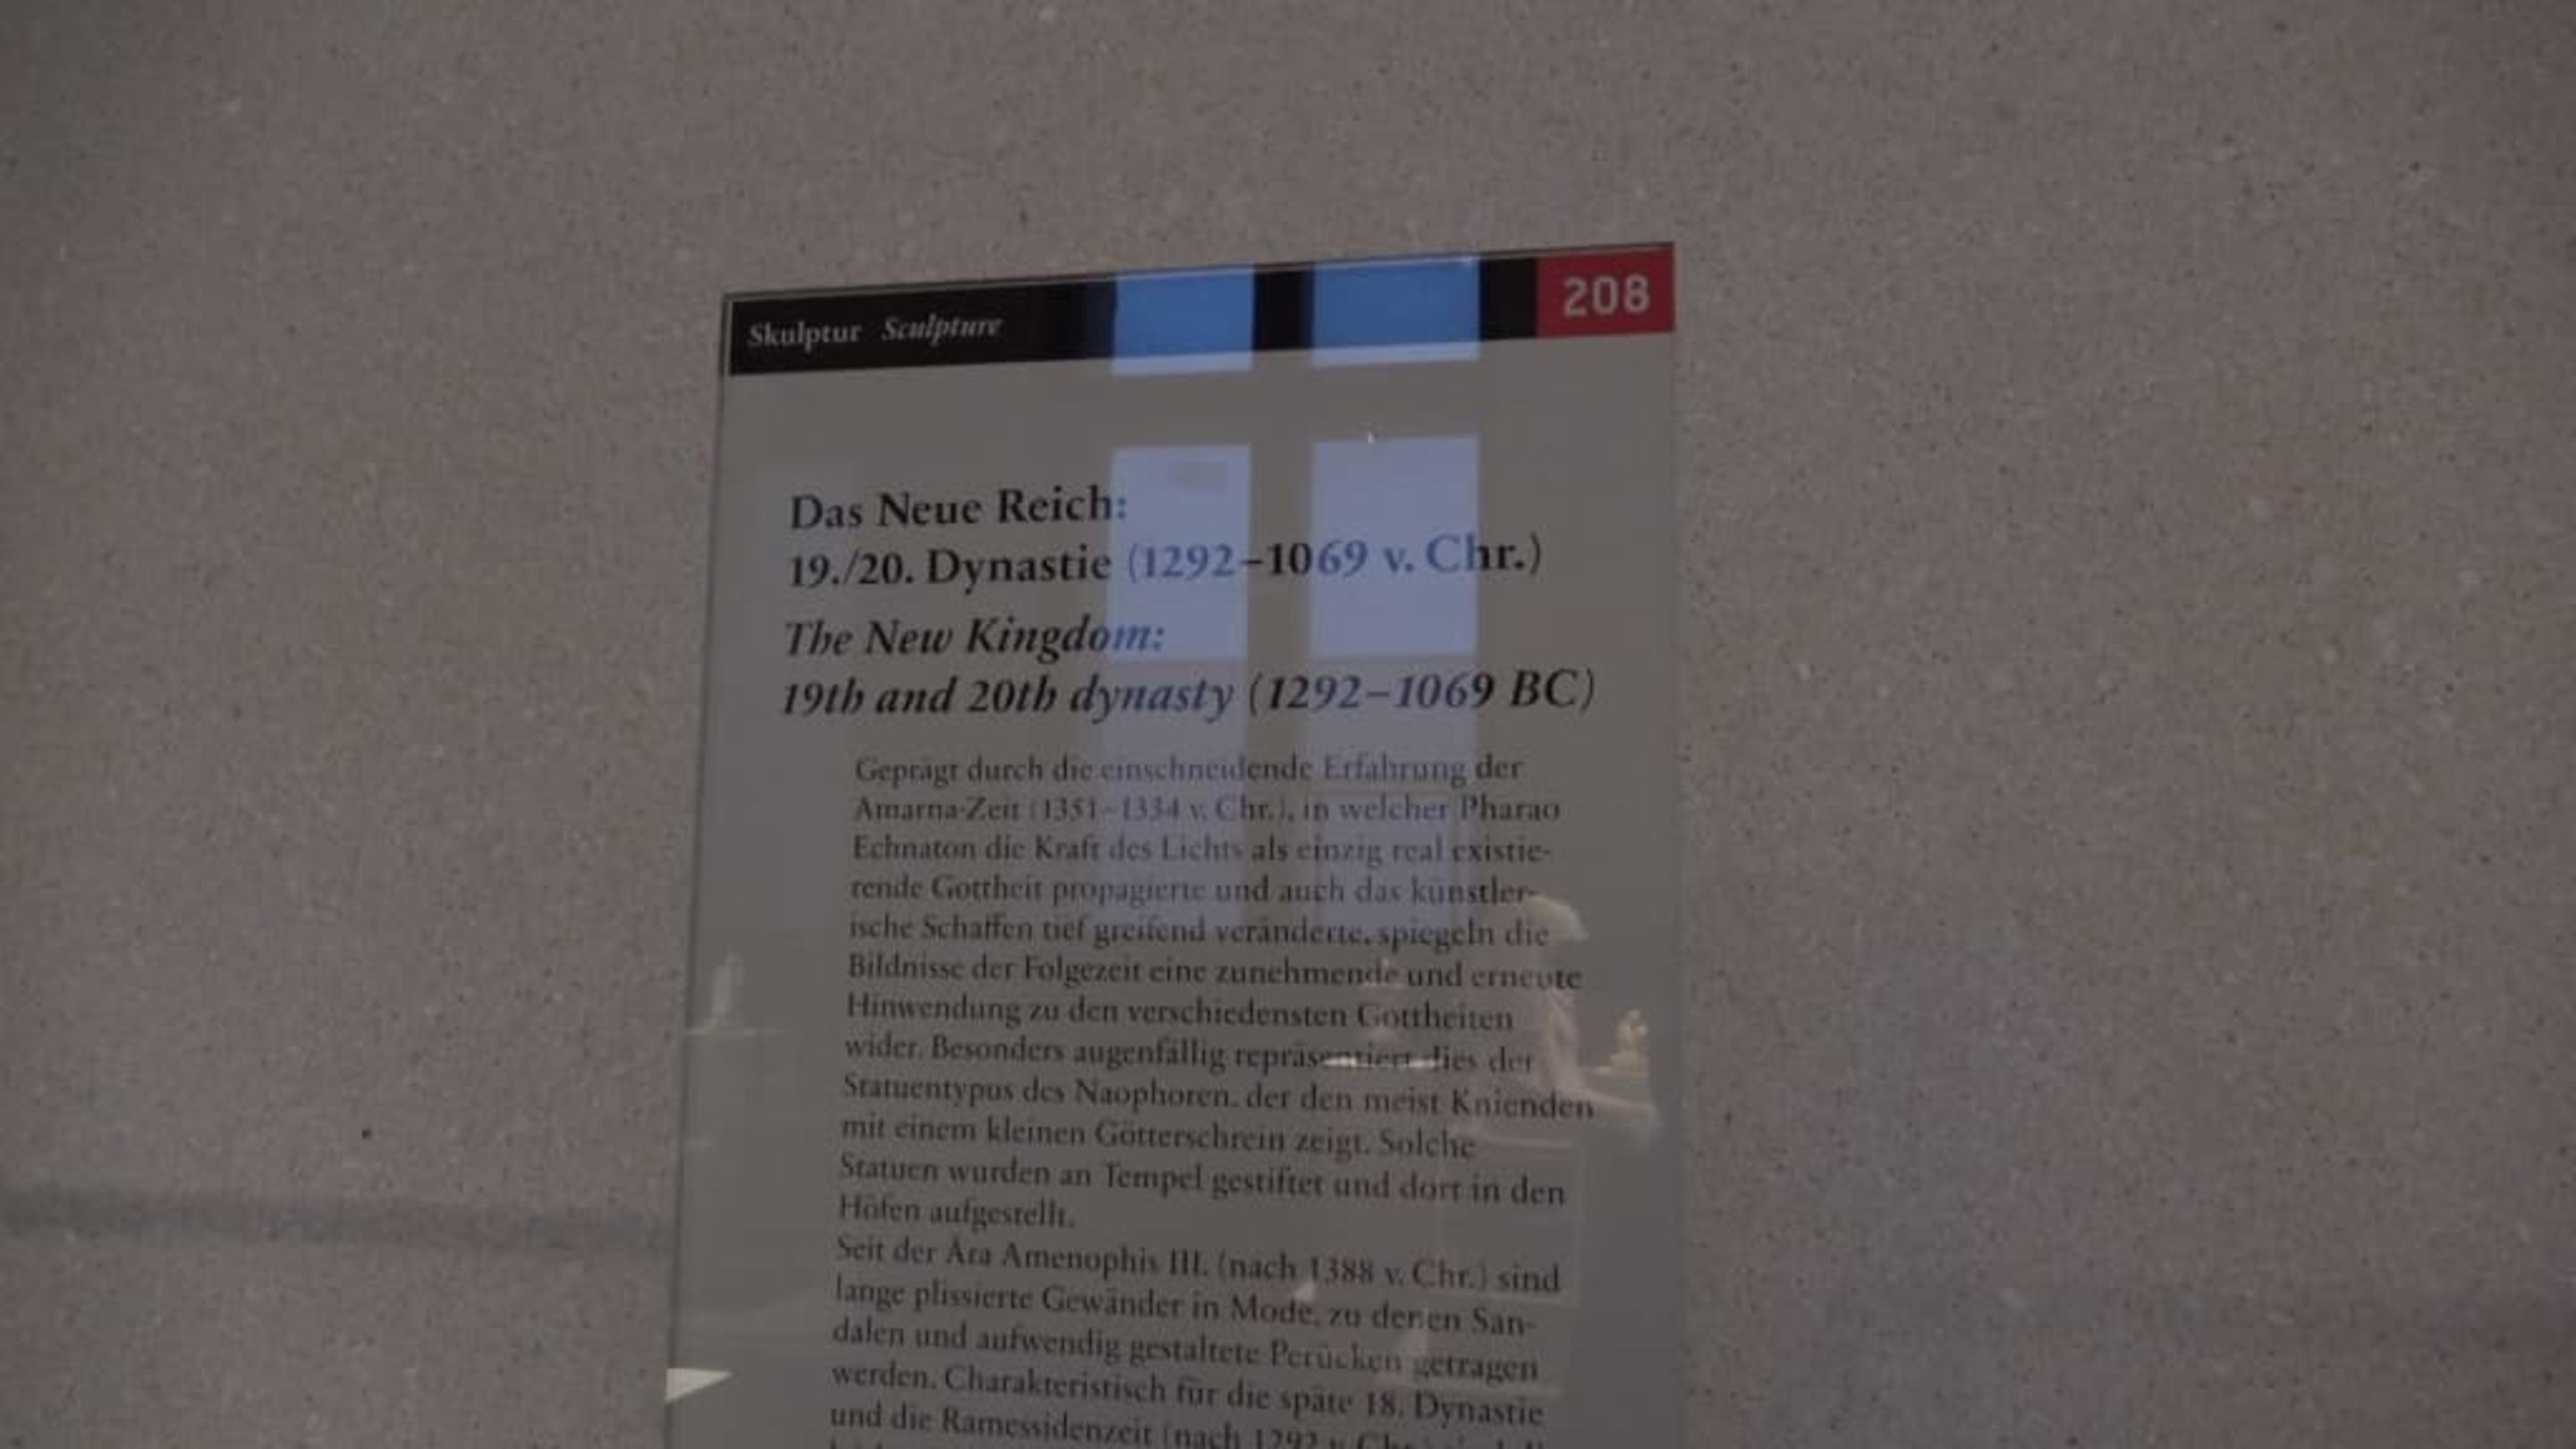 Skulptur Sculpture
208
Das Neue Reich:
19./20. Dynastie (1292–1069 v. Chr.)
The New Kingdom:
19th and 20th dynasty (1292–1069 BC)
Geprägt durch die einschneidende Erfahrung der
Amarna-Zeit (1351–1334 v. Chr.), in welcher Pharao
Echnaton die Kraft des Lichts als einzig real existie-
rende Gottheit propagierte und auch das künstler-
ische Schaffen tief greifend veränderte, spiegeln die
Bildnisse der Folgezeit eine zunehmende und erneute
Hinwendung zu den verschiedensten Gottheiten
wider. Besonders augenfällig repräsentiert dies der
Statuentypus des Naophoren, der den meist Knienden
mit einem kleinen Götterschrein zeigt. Solche
Statuen wurden an Tempel gestiftet und dort in den
Höfen aufgestellt.
Seit der Ära Amenophis III. (nach 1388 v. Chr.) sind
lange plissierte Gewänder in Mode, zu denen San-
dalen und aufwendig gestaltete Perücken getragen
werden. Charakteristisch für die späte 18. Dynastie
und die Ramessidenzeit (nach 1292 v. Chr.